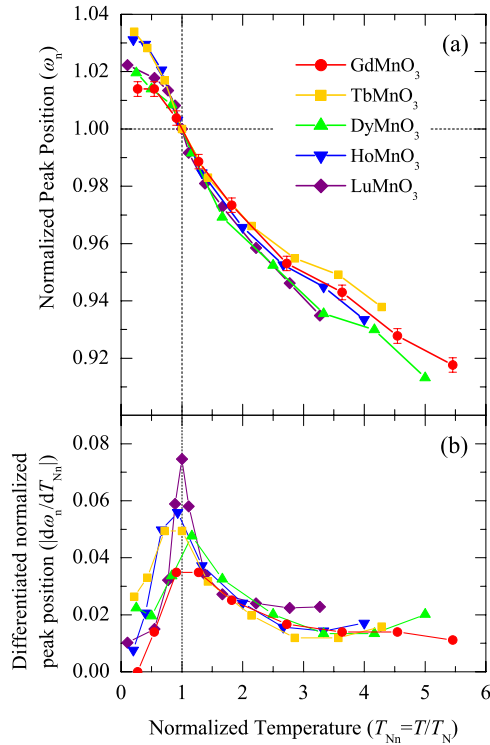 1.04
(a)
1.02
1.00
0.98
0.96
0.94
0.92
Normalized Peak Position (ωn)
GdMnO3
TbMnO3
DyMnO3
HoMnO3
LuMnO3
0.08
(b)
0.06
0.04
0.02
0.00
Differentiated normalized
peak position (|dωn/dTNn|)
0 1 2 3 4 5 6
Normalized Temperature (TNn=T/TN)